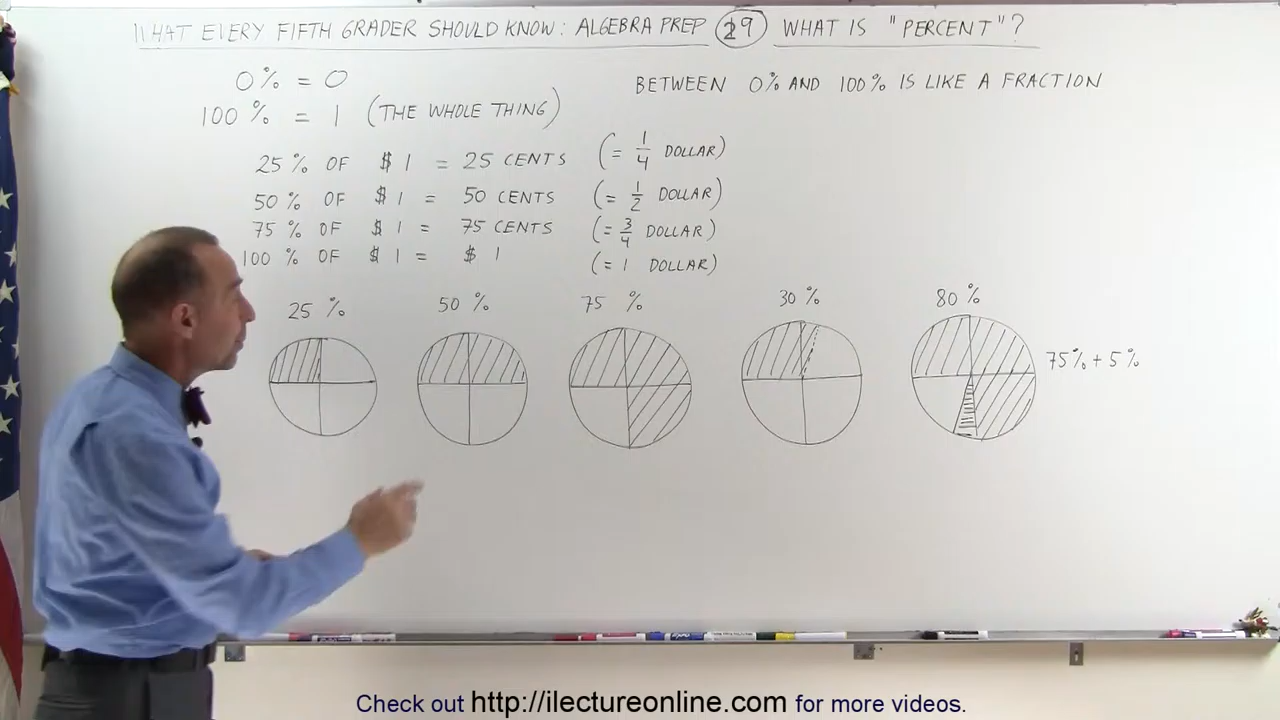 WHAT EVERY FIFTH GRADER SHOULD KNOW: ALGEBRA PREP 29 WHAT IS "PERCENT"?
0% = 0
100% = 1 (THE WHOLE THING)
BETWEEN 0% AND 100% IS LIKE A FRACTION
25% OF $1 = 25 CENTS (= 1/4 DOLLAR)
50% OF $1 = 50 CENTS (= 1/2 DOLLAR)
75% OF $1 = 75 CENTS (= 3/4 DOLLAR)
100% OF $1 = $1 (= 1 DOLLAR)
25% 50% 75% 30% 80%
75% + 5%
Check out http://ilectureonline.com for more videos.